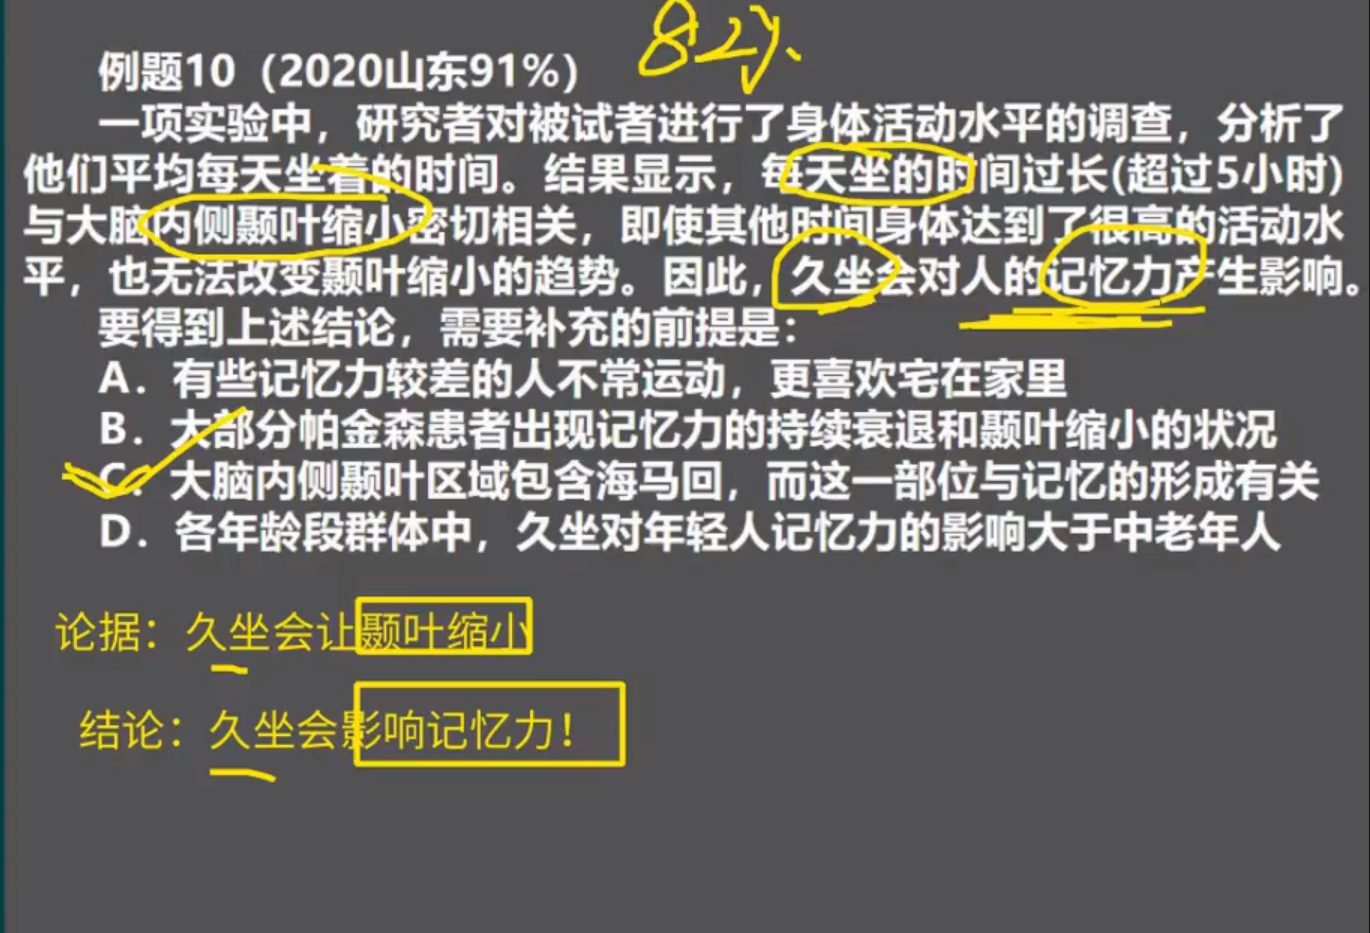 82%
例题10（2020山东91%）
一项实验中，研究者对被试者进行了身体活动水平的调查，分析了
他们平均每天坐着的时间。结果显示，每天坐的时间过长(超过5小时)
与大脑内侧颞叶缩小密切相关，即使其他时间身体达到了很高的活动水
平，也无法改变颞叶缩小的趋势。因此，久坐会对人的记忆力产生影响。
要得到上述结论，需要补充的前提是：
A．有些记忆力较差的人不常运动，更喜欢宅在家里
B．大部分帕金森患者出现记忆力的持续衰退和颞叶缩小的状况
C．大脑内侧颞叶区域包含海马回，而这一部位与记忆的形成有关
D．各年龄段群体中，久坐对年轻人记忆力的影响大于中老年人
论据：久坐会让颞叶缩小
结论：久坐会影响记忆力！